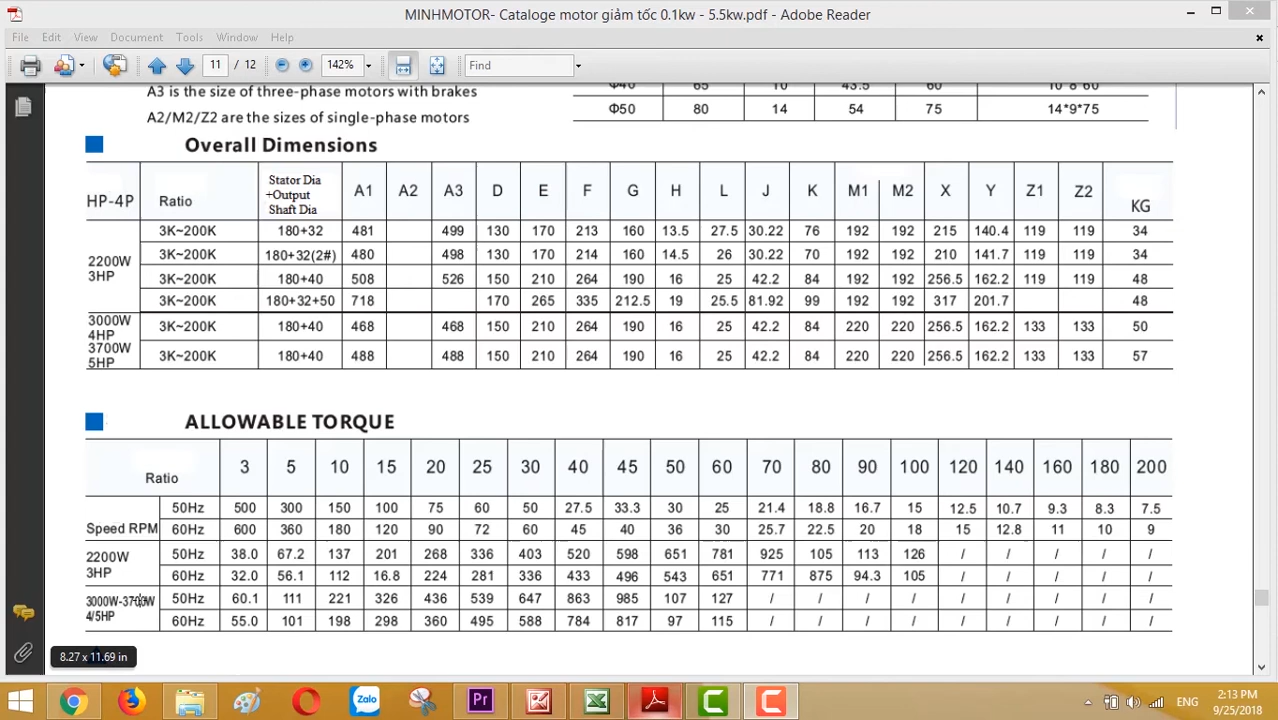 MINHMOTOR- Cataloge motor giảm tốc 0.1kw - 5.5kw.pdf - Adobe Reader
File Edit View Document Tools Window Help
11 / 12 142% Find
A3 is the size of three-phase motors with brakes Φ40 65 10 43.5 60 10*8*60
A2/M2/Z2 are the sizes of single-phase motors Φ50 80 14 54 75 14*9*75
Overall Dimensions
HP-4P Ratio Stator Dia +Output Shaft Dia A1 A2 A3 D E F G H L J K M1 M2 X Y Z1 Z2 KG
2200W 3HP
3K~200K 180+32 481 499 130 170 213 160 13.5 27.5 30.22 76 192 192 215 140.4 119 119 34
3K~200K 180+32(2#) 480 498 130 170 214 160 14.5 26 30.22 70 192 192 210 141.7 119 119 34
3K~200K 180+40 508 526 150 210 264 190 16 25 42.2 84 192 192 256.5 162.2 119 119 48
3K~200K 180+32+50 718 170 265 335 212.5 19 25.5 81.92 99 192 192 317 201.7 48
3000W 4HP 3K~200K 180+40 468 468 150 210 264 190 16 25 42.2 84 220 220 256.5 162.2 133 133 50
3700W 5HP 3K~200K 180+40 488 488 150 210 264 190 16 25 42.2 84 220 220 256.5 162.2 133 133 57
ALLOWABLE TORQUE
Ratio 3 5 10 15 20 25 30 40 45 50 60 70 80 90 100 120 140 160 180 200
Speed RPM
50Hz 500 300 150 100 75 60 50 27.5 33.3 30 25 21.4 18.8 16.7 15 12.5 10.7 9.3 8.3 7.5
60Hz 600 360 180 120 90 72 60 45 40 36 30 25.7 22.5 20 18 15 12.8 11 10 9
2200W 3HP
50Hz 38.0 67.2 137 201 268 336 403 520 598 651 781 925 105 113 126 / / / / /
60Hz 32.0 56.1 112 16.8 224 281 336 433 496 543 651 771 875 94.3 105 / / / / /
3000W-3700W 4/5HP
50Hz 60.1 111 221 326 436 539 647 863 985 107 127 / / / / / / / / /
60Hz 55.0 101 198 298 360 495 588 784 817 97 115 / / / / / / / / /
8.27 x 11.69 in
Zalo Pr ENG 2:13 PM
9/25/2018